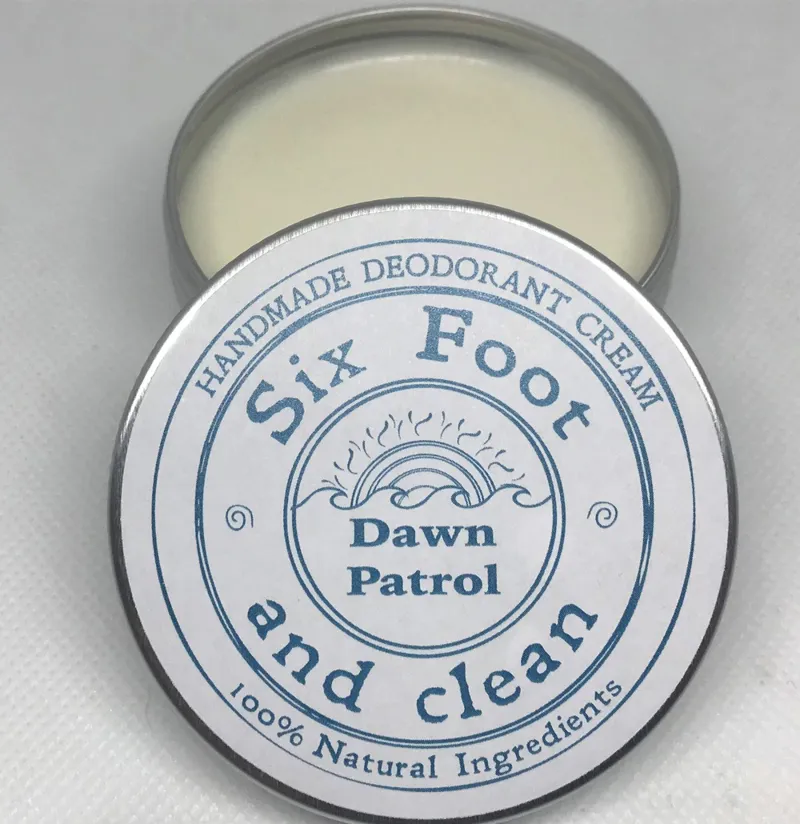 HANDMADE DEODORANT CREAM
Six Foot
Dawn
Patrol
and clean
100% Natural Ingredients